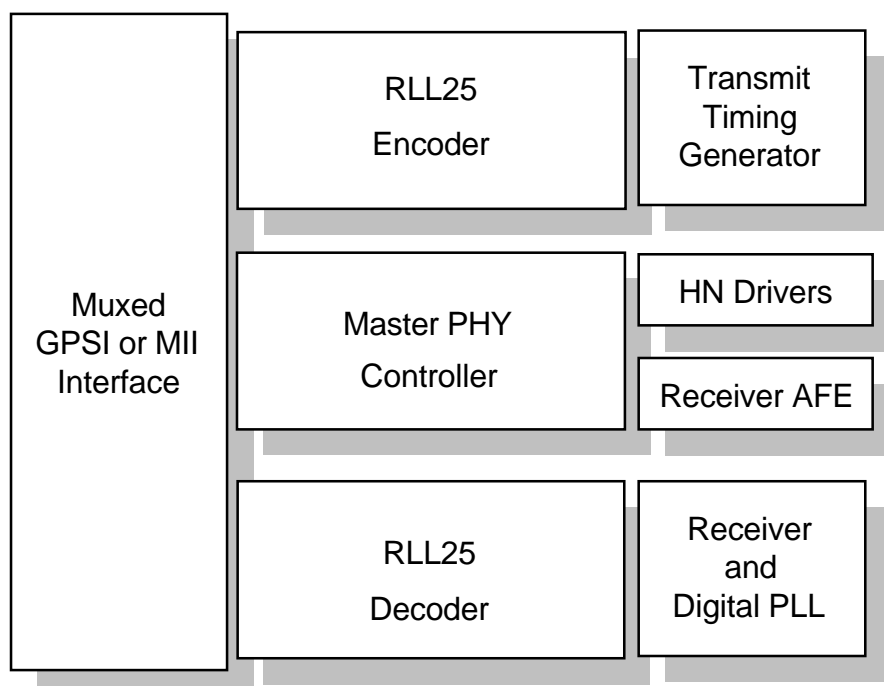 Muxed
GPSI or MII
Interface
RLL25
Encoder
Transmit
Timing
Generator
Master PHY
Controller
HN Drivers
Receiver AFE
RLL25
Decoder
Receiver
and
Digital PLL